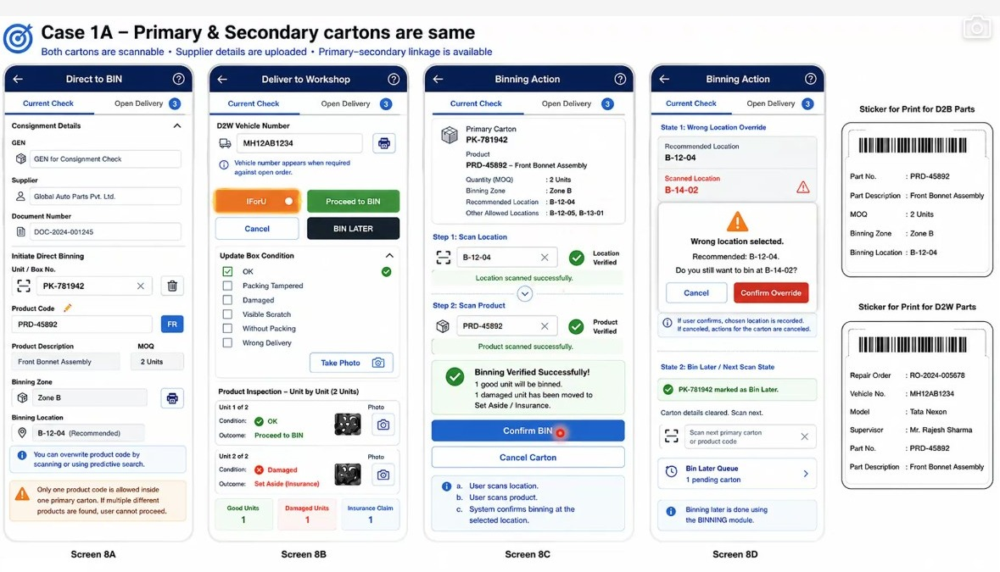 Case 1A – Primary & Secondary cartons are same
Both cartons are scannable • Supplier details are uploaded • Primary–secondary linkage is available
Direct to BIN
Current Check
Open Delivery 3
Consignment Details
GEN
GEN for Consignment Check
Supplier
Global Auto Parts Pvt. Ltd.
Document Number
DOC-2024-001245
Initiate Direct Binning
Unit / Box No.
PK-781942
Product Code
PRD-45892
FR
Product Description
MOQ
Front Bonnet Assembly
2 Units
Binning Zone
Zone B
Binning Location
B-12-04 (Recommended)
You can overwrite product code by
scanning or using predictive search.
Only one product code is allowed inside
one primary carton. If multiple different
products are found, user cannot proceed.
Screen 8A
Deliver to Workshop
Current Check
Open Delivery 3
D2W Vehicle Number
MH12AB1234
Vehicle number appears when required
against open order.
IForU
Proceed to BIN
Cancel
BIN LATER
Update Box Condition
OK
Packing Tampered
Damaged
Visible Scratch
Without Packing
Wrong Delivery
Take Photo
Product Inspection – Unit by Unit (2 Units)
Unit 1 of 2
Photo
Condition: OK
Outcome: Proceed to BIN
Unit 2 of 2
Photo
Condition: Damaged
Outcome: Set Aside (Insurance)
Good Units
1
Damaged Units
1
Insurance Claim
1
Screen 8B
Binning Action
Current Check
Open Delivery 3
Primary Carton
PK-781942
Product
PRD-45892 – Front Bonnet Assembly
Quantity (MOQ) : 2 Units
Binning Zone : Zone B
Recommended Location : B-12-04
Other Allowed Locations : B-12-05, B-13-01
Step 1: Scan Location
B-12-04
Location
Verified
Location scanned successfully.
Step 2: Scan Product
PRD-45892
Product
Verified
Product scanned successfully.
Binning Verified Successfully!
1 good unit will be binned.
1 damaged unit has been moved to
Set Aside / Insurance.
Confirm BIN
Cancel Carton
a. User scans location.
b. User scans product.
c. System confirms binning at the
selected location.
Screen 8C
Binning Action
Current Check
Open Delivery 3
State 1: Wrong Location Override
Recommended Location
B-12-04
Scanned Location
B-14-02
Wrong location selected.
Recommended: B-12-04.
Do you still want to bin at B-14-02?
Cancel
Confirm Override
If user confirms, chosen location is recorded.
If canceled, actions for the carton are canceled.
State 2: Bin Later / Next Scan State
PK-781942 marked as Bin Later.
Carton details cleared. Scan next.
Scan next primary carton
or product code
Bin Later Queue
1 pending carton
Binning later is done using
the BINNING module.
Screen 8D
Sticker for Print for D2B Parts
Part No. : PRD-45892
Part Description : Front Bonnet Assembly
MOQ : 2 Units
Binning Zone : Zone B
Binning Location : B-12-04
Sticker for Print for D2W Parts
Repair Order : RO-2024-005678
Vehicle No. : MH12AB1234
Model : Tata Nexon
Supervisor : Mr. Rajesh Sharma
Part No. : PRD-45892
Part Description : Front Bonnet Assembly